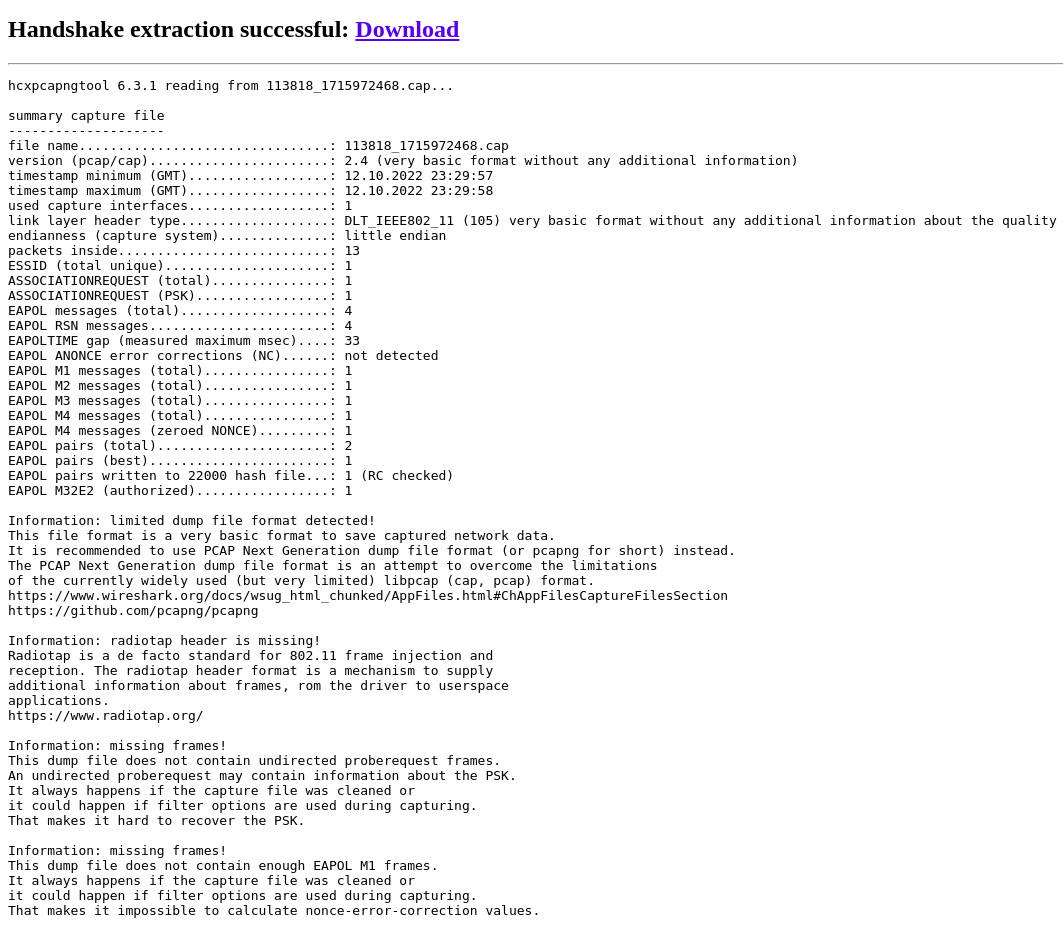 Handshake extraction successful: Download
hcxpcapngtool 6.3.1 reading from 113818_1715972468.cap...
summary capture file
--------------------
file name................................: 113818_1715972468.cap
version (pcap/cap).......................: 2.4 (very basic format without any additional information)
timestamp minimum (GMT)..................: 12.10.2022 23:29:57
timestamp maximum (GMT)..................: 12.10.2022 23:29:58
used capture interfaces..................: 1
link layer header type...................: DLT_IEEE802_11 (105) very basic format without any additional information about the quality
endianness (capture system)..............: little endian
packets inside...........................: 13
ESSID (total unique).....................: 1
ASSOCIATIONREQUEST (total)...............: 1
ASSOCIATIONREQUEST (PSK).................: 1
EAPOL messages (total)...................: 4
EAPOL RSN messages.......................: 4
EAPOLTIME gap (measured maximum msec)....: 33
EAPOL ANONCE error corrections (NC)......: not detected
EAPOL M1 messages (total)................: 1
EAPOL M2 messages (total)................: 1
EAPOL M3 messages (total)................: 1
EAPOL M4 messages (total)................: 1
EAPOL M4 messages (zeroed NONCE).........: 1
EAPOL pairs (total)......................: 2
EAPOL pairs (best).......................: 1
EAPOL pairs written to 22000 hash file...: 1 (RC checked)
EAPOL M32E2 (authorized).................: 1
Information: limited dump file format detected!
This file format is a very basic format to save captured network data.
It is recommended to use PCAP Next Generation dump file format (or pcapng for short) instead.
The PCAP Next Generation dump file format is an attempt to overcome the limitations
of the currently widely used (but very limited) libpcap (cap, pcap) format.
https://www.wireshark.org/docs/wsug_html_chunked/AppFiles.html#ChAppFilesCaptureFilesSection
https://github.com/pcapng/pcapng
Information: radiotap header is missing!
Radiotap is a de facto standard for 802.11 frame injection and
reception. The radiotap header format is a mechanism to supply
additional information about frames, rom the driver to userspace
applications.
https://www.radiotap.org/
Information: missing frames!
This dump file does not contain undirected proberequest frames.
An undirected proberequest may contain information about the PSK.
It always happens if the capture file was cleaned or
it could happen if filter options are used during capturing.
That makes it hard to recover the PSK.
Information: missing frames!
This dump file does not contain enough EAPOL M1 frames.
It always happens if the capture file was cleaned or
it could happen if filter options are used during capturing.
That makes it impossible to calculate nonce-error-correction values.